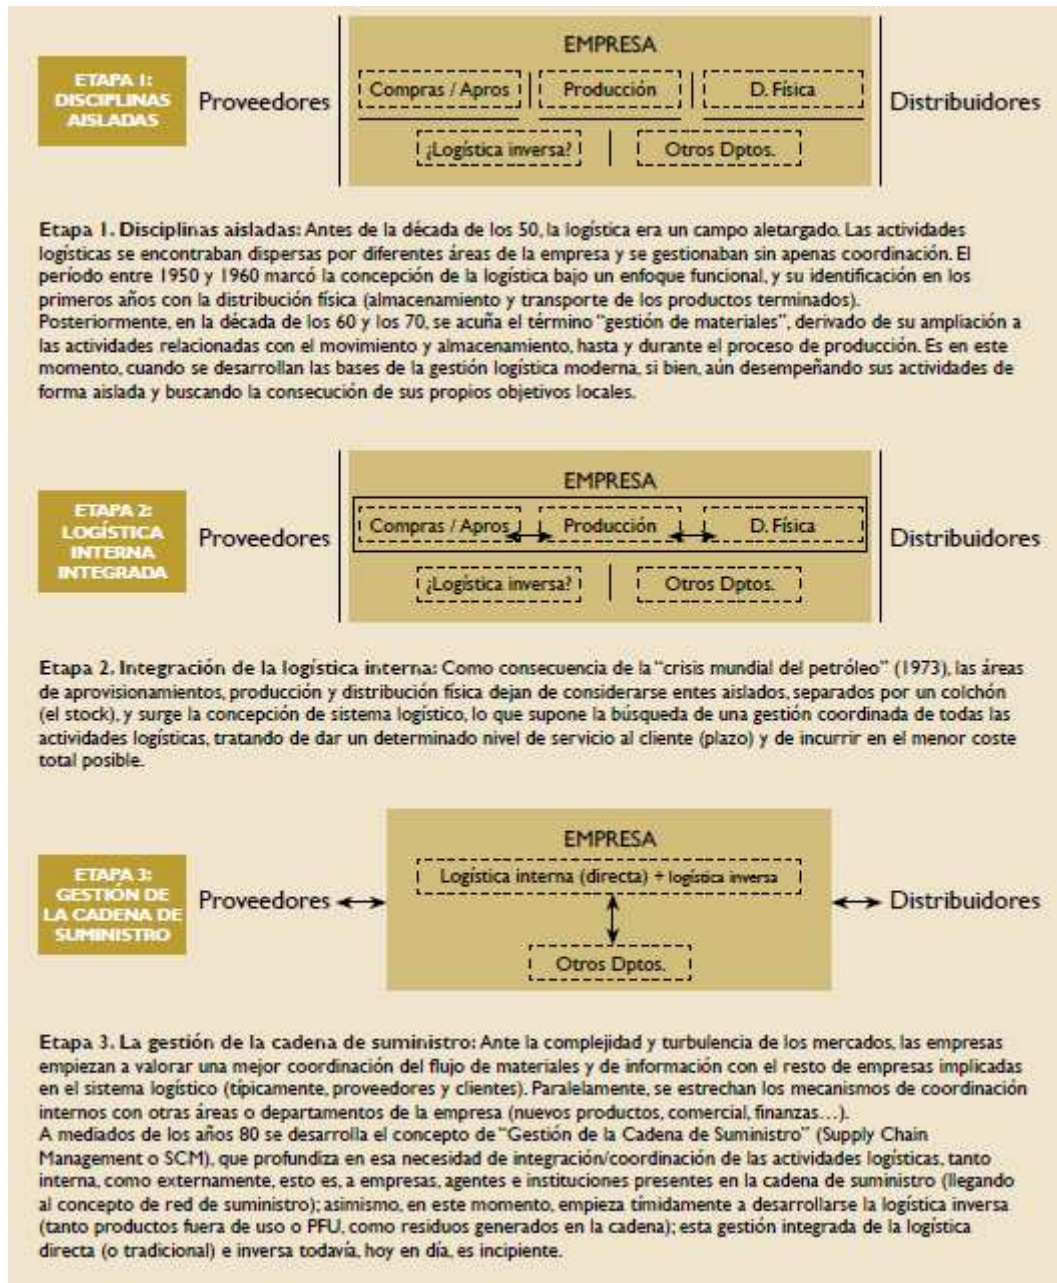 EMPRESA
ETAPA 1:
DISCIPLINAS
AISLADAS
Proveedores
Compras / Apros
Producción
D. Física
Distribuidores
¿Logística inversa?
Otros Dptos.
Etapa 1. Disciplinas aisladas: Antes de la década de los 50, la logística era un campo aletargado. Las actividades
logísticas se encontraban dispersas por diferentes áreas de la empresa y se gestionaban sin apenas coordinación. El
período entre 1950 y 1960 marcó la concepción de la logística bajo un enfoque funcional, y su identificación en los
primeros años con la distribución física (almacenamiento y transporte de los productos terminados).
Posteriormente, en la década de los 60 y los 70, se acuña el término "gestión de materiales", derivado de su ampliación a
las actividades relacionadas con el movimiento y almacenamiento, hasta y durante el proceso de producción. Es en este
momento, cuando se desarrollan las bases de la gestión logística moderna, si bien, aún desempeñando sus actividades de
forma aislada y buscando la consecución de sus propios objetivos locales.
EMPRESA
ETAPA 2:
LOGÍSTICA
INTERNA
INTEGRADA
Proveedores
Compras / Apros
Producción
D. Física
Distribuidores
¿Logística inversa?
Otros Dptos.
Etapa 2. Integración de la logística interna: Como consecuencia de la "crisis mundial del petróleo" (1973), las áreas
de aprovisionamientos, producción y distribución física dejan de considerarse entes aislados, separados por un colchón
(el stock), y surge la concepción de sistema logístico, lo que supone la búsqueda de una gestión coordinada de todas las
actividades logísticas, tratando de dar un determinado nivel de servicio al cliente (plazo) y de incurrir en el menor coste
total posible.
EMPRESA
ETAPA 3:
GESTIÓN DE
LA CADENA DE
SUMINISTRO
Proveedores
Logística interna (directa) + logística inversa
Distribuidores
Otros Dptos.
Etapa 3. La gestión de la cadena de suministro: Ante la complejidad y turbulencia de los mercados, las empresas
empiezan a valorar una mejor coordinación del flujo de materiales y de información con el resto de empresas implicadas
en el sistema logístico (típicamente, proveedores y clientes). Paralelamente, se estrechan los mecanismos de coordinación
internos con otras áreas o departamentos de la empresa (nuevos productos, comercial, finanzas...).
A mediados de los años 80 se desarrolla el concepto de "Gestión de la Cadena de Suministro" (Supply Chain
Management o SCM), que profundiza en esa necesidad de integración/coordinación de las actividades logísticas, tanto
interna, como externamente, esto es, a empresas, agentes e instituciones presentes en la cadena de suministro (llegando
al concepto de red de suministro); asimismo, en este momento, empieza tímidamente a desarrollarse la logística inversa
(tanto productos fuera de uso o PFU, como residuos generados en la cadena); esta gestión integrada de la logística
directa (o tradicional) e inversa todavía, hoy en día, es incipiente.